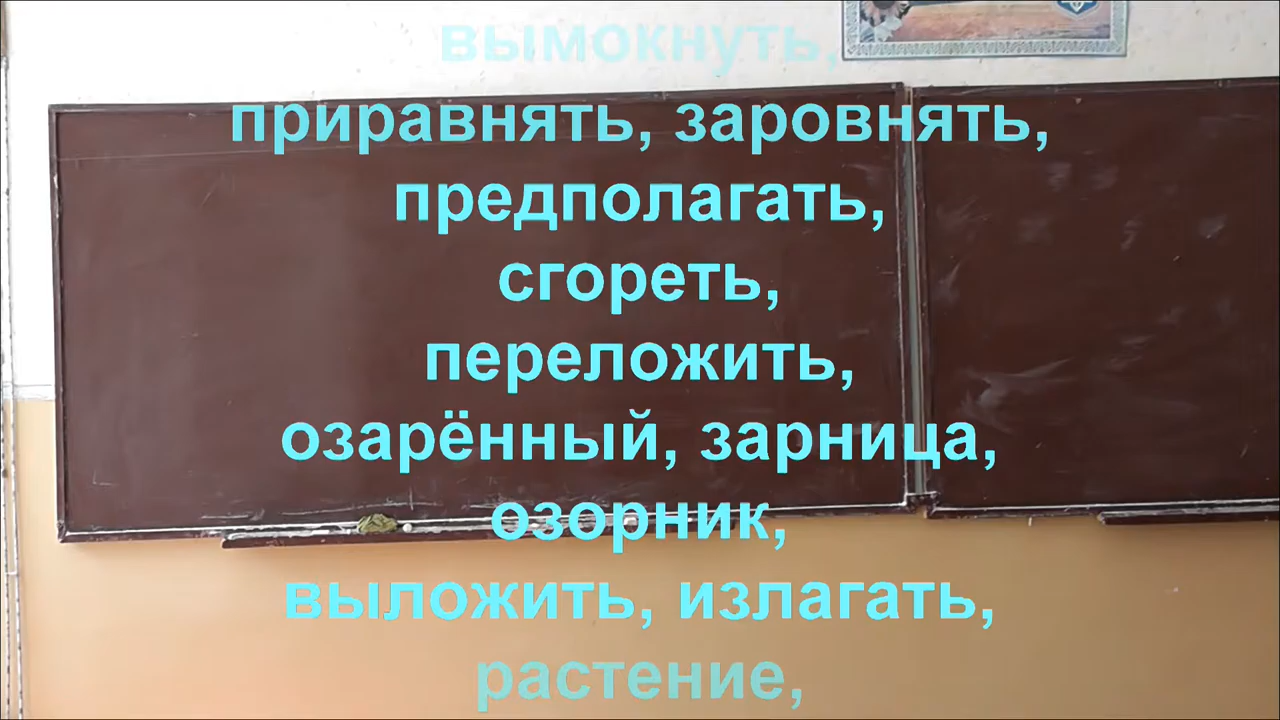 вымокнуть,
приравнять, заровнять,
предполагать,
сгореть,
переложить,
озарённый, зарница,
озорник,
выложить, излагать,
растение,